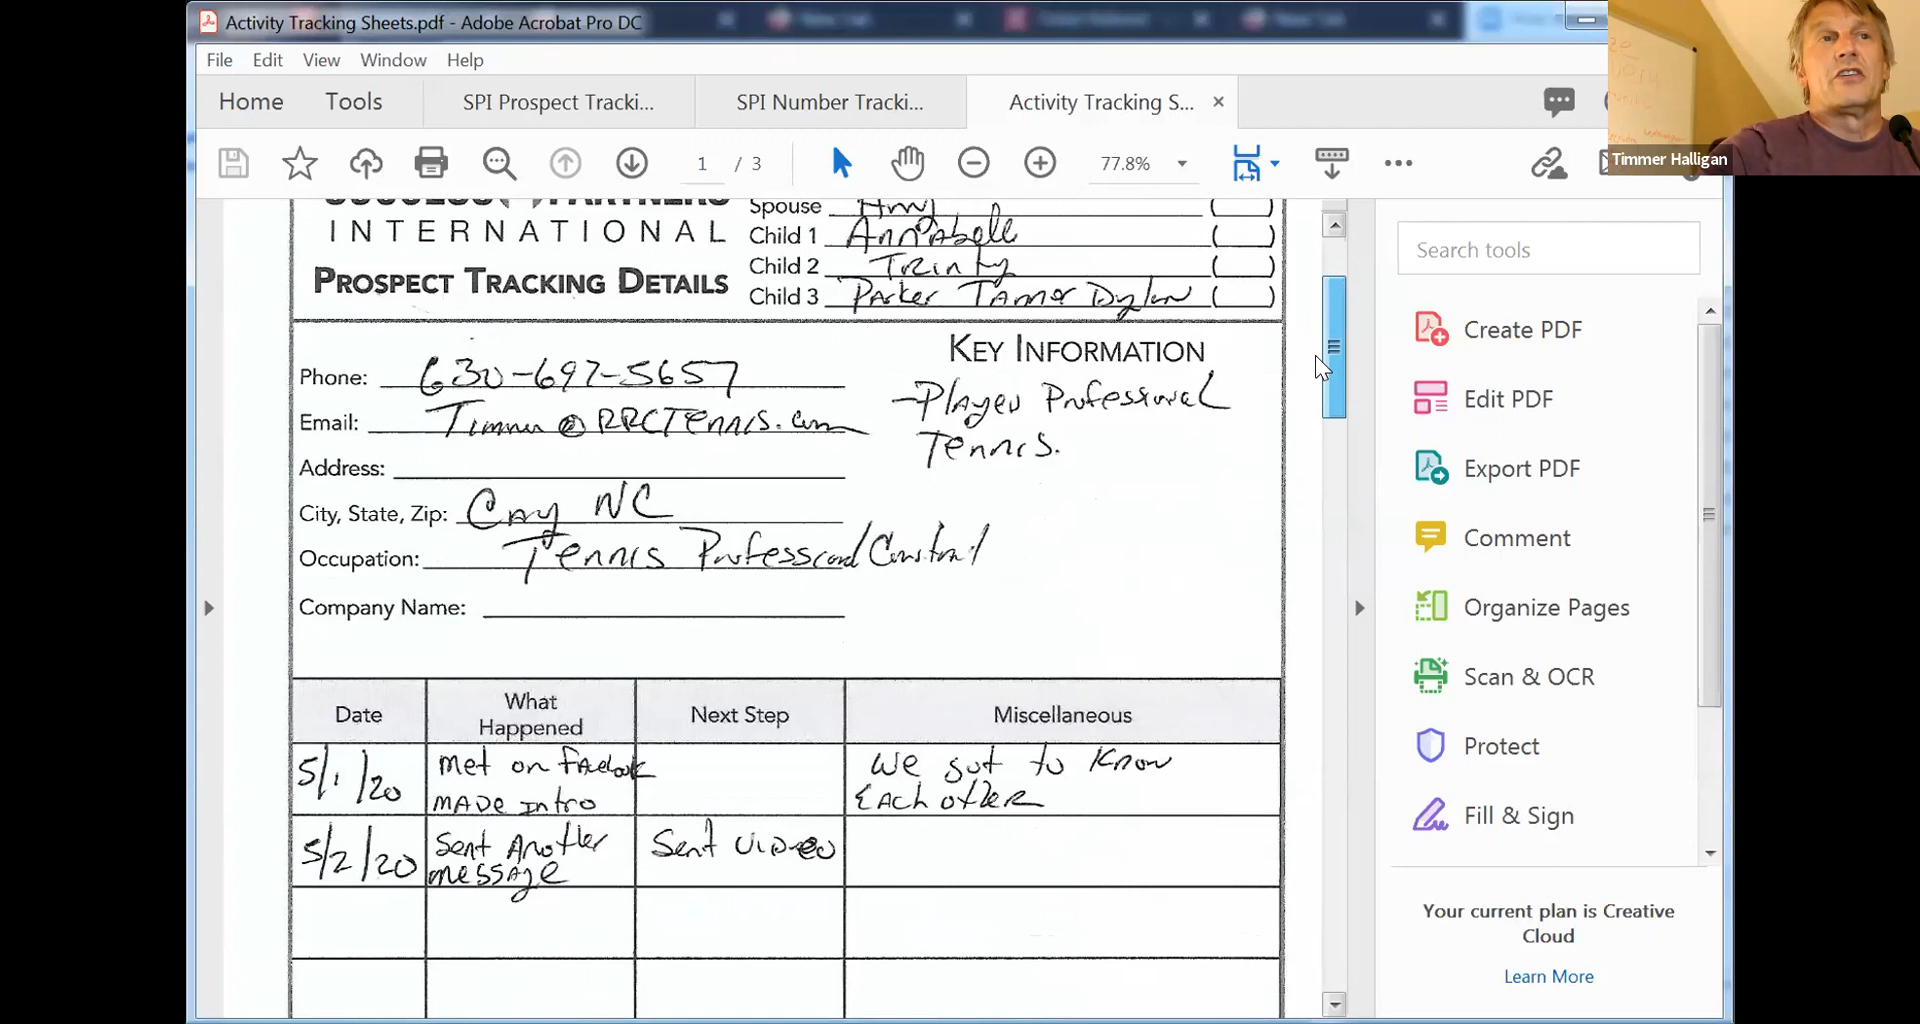 Activity Tracking Sheets.pdf - Adobe Acrobat Pro DC
File Edit View Window Help
Home Tools SPI Prospect Tracki... SPI Number Tracki... Activity Tracking S... ×
1 / 3 77.8%
Timmer Halligan
SUCCESS PARTNERS
INTERNATIONAL
PROSPECT TRACKING DETAILS
Spouse Amy ( )
Child 1 Annabelle ( )
Child 2 Trinity ( )
Child 3 Parker Tanner Dylan ( )
Phone: 630-697-5657
Email: Timmer@RRCTennis.com
Address:
City, State, Zip: Cary NC
Occupation: Tennis Professional/
Company Name:
KEY INFORMATION
- Played Professional
Tennis.
Date What Happened Next Step Miscellaneous
5/1/20 Met on Facebook We got to Know
MADE Intro Each other
5/2/20 Sent Another Sent VIDEO
message
Search tools
Create PDF
Edit PDF
Export PDF
Comment
Organize Pages
Scan & OCR
Protect
Fill & Sign
Your current plan is Creative
Cloud
Learn More